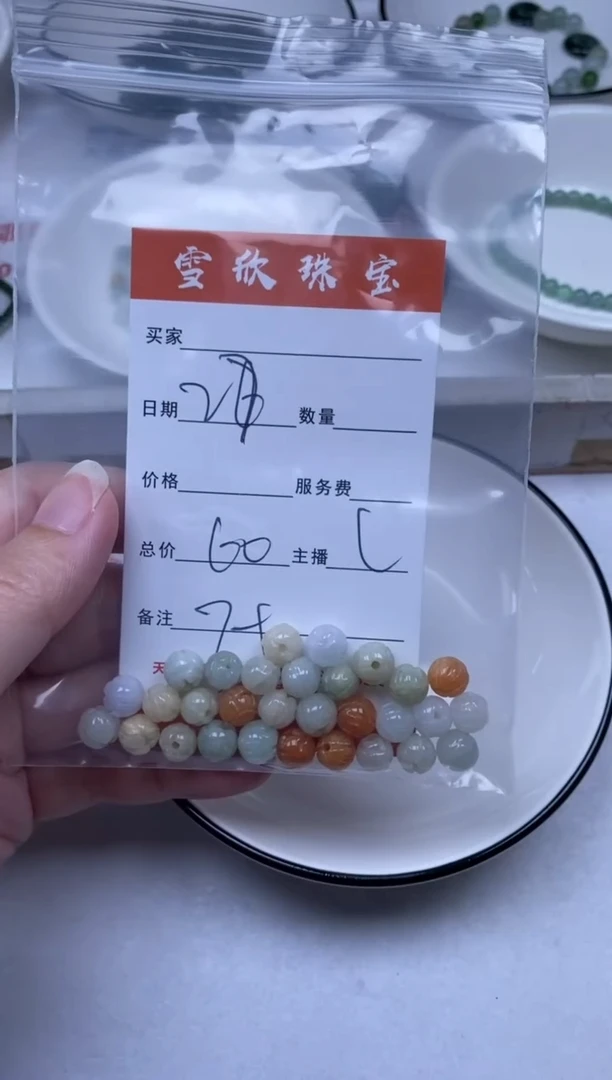 雪欣珠宝
买家
日期 数量
价格 服务费
总价 60 主播
备注
天